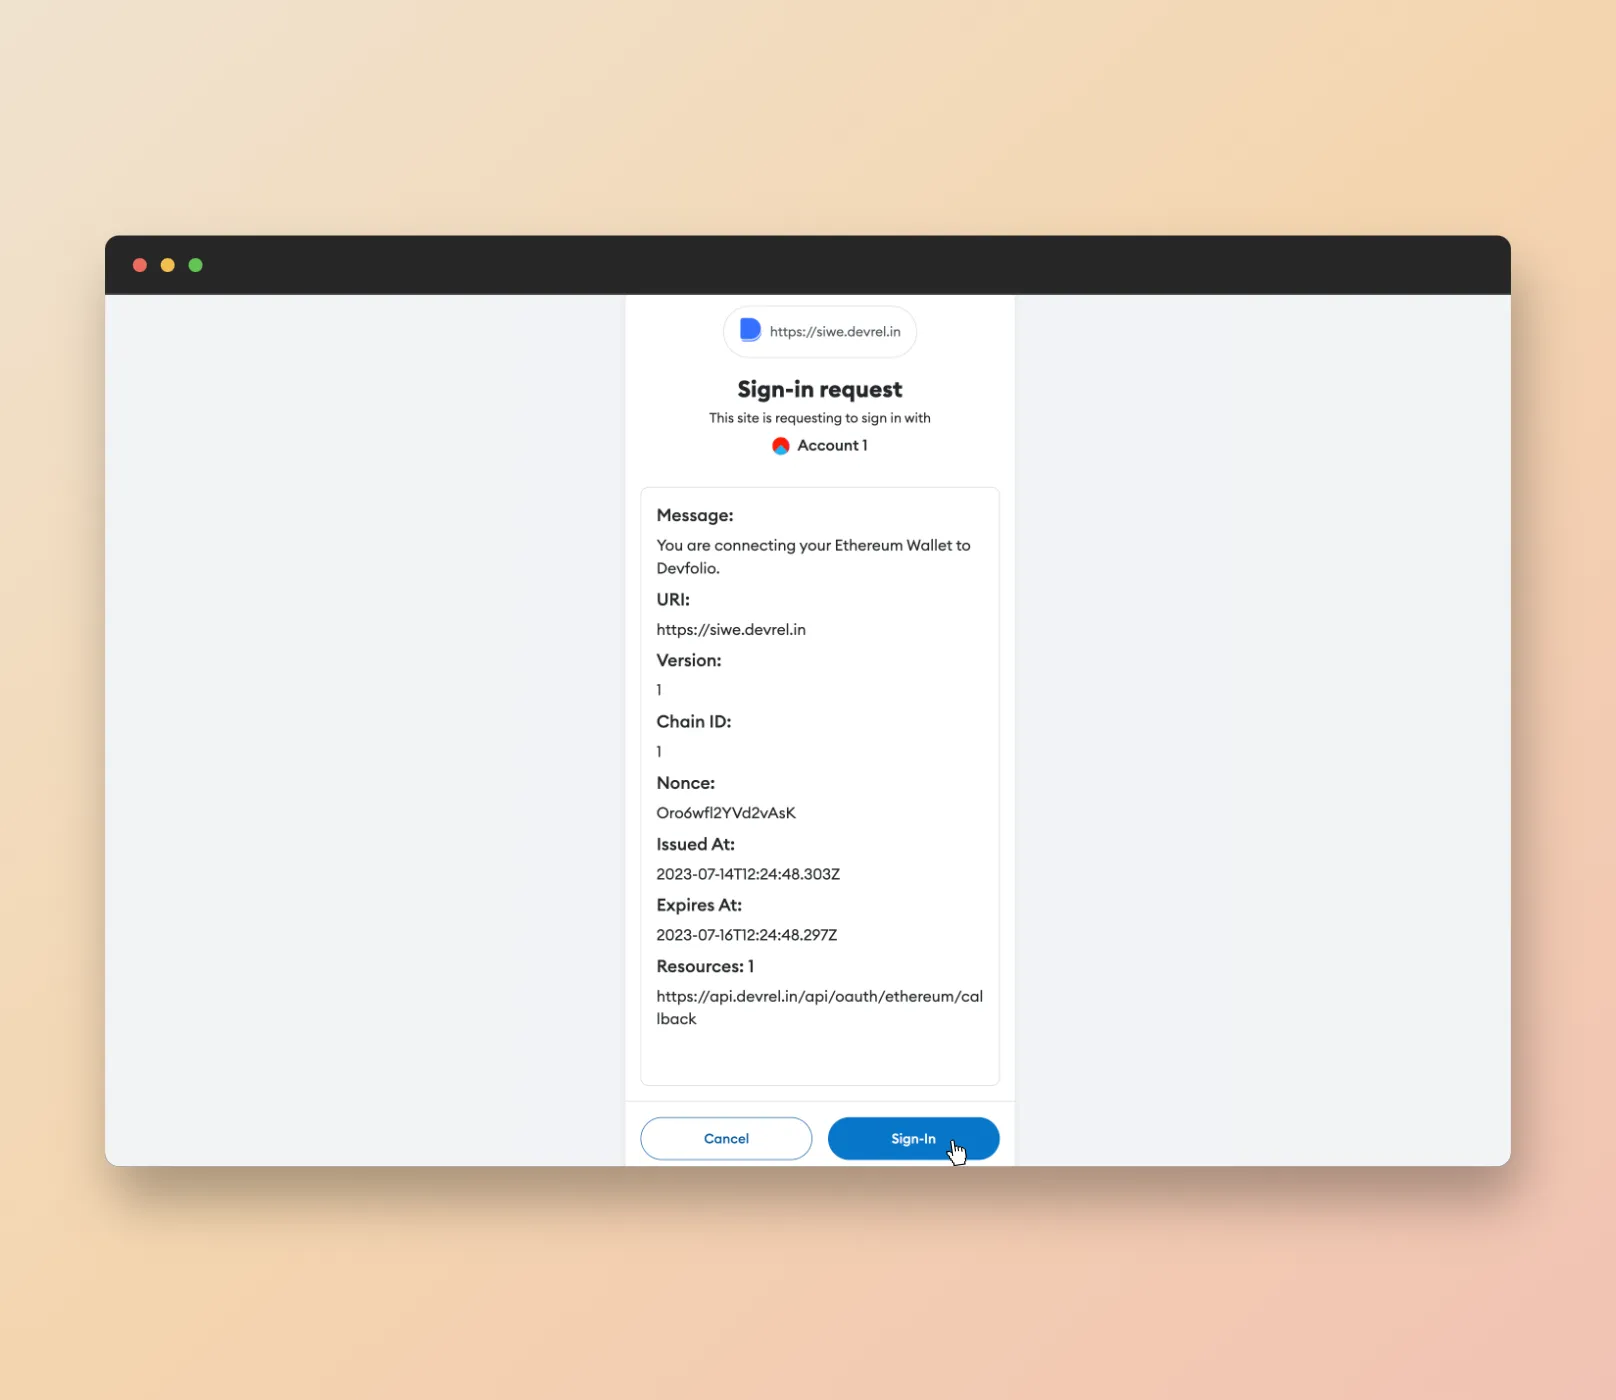 https://siwe.devrel.in
Sign-in request
This site is requesting to sign in with
Account 1
Message:
You are connecting your Ethereum Wallet to
Devfolio.
URI:
https://siwe.devrel.in
Version:
1
Chain ID:
1
Nonce:
Oro6wfl2YVd2vAsK
Issued At:
2023-07-14T12:24:48.303Z
Expires At:
2023-07-16T12:24:48.297Z
Resources: 1
https://api.devrel.in/api/oauth/ethereum/cal
lback
Cancel
Sign-In